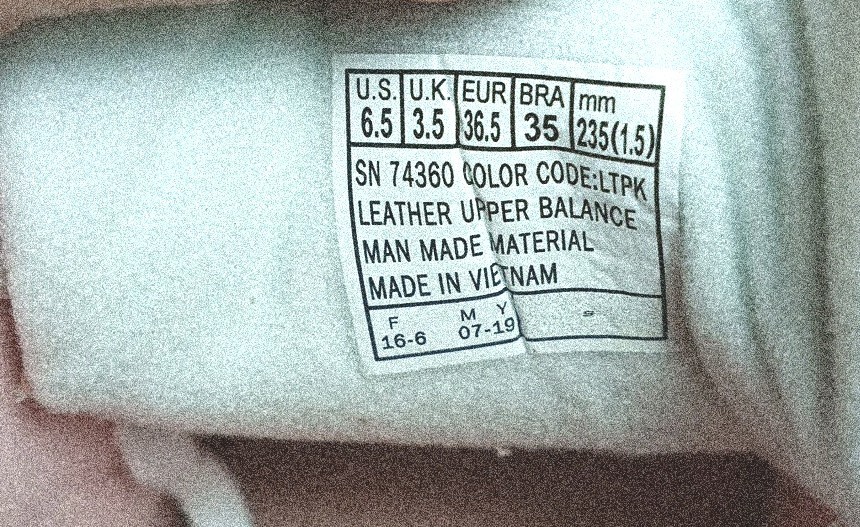 U.S. U.K. EUR BRA mm
6.5 3.5 36.5 35 235(1.5)
SN 74360 COLOR CODE:LTPK
LEATHER UPPER BALANCE
MAN MADE MATERIAL
MADE IN VIETNAM
F M Y
16-6 07-19 =